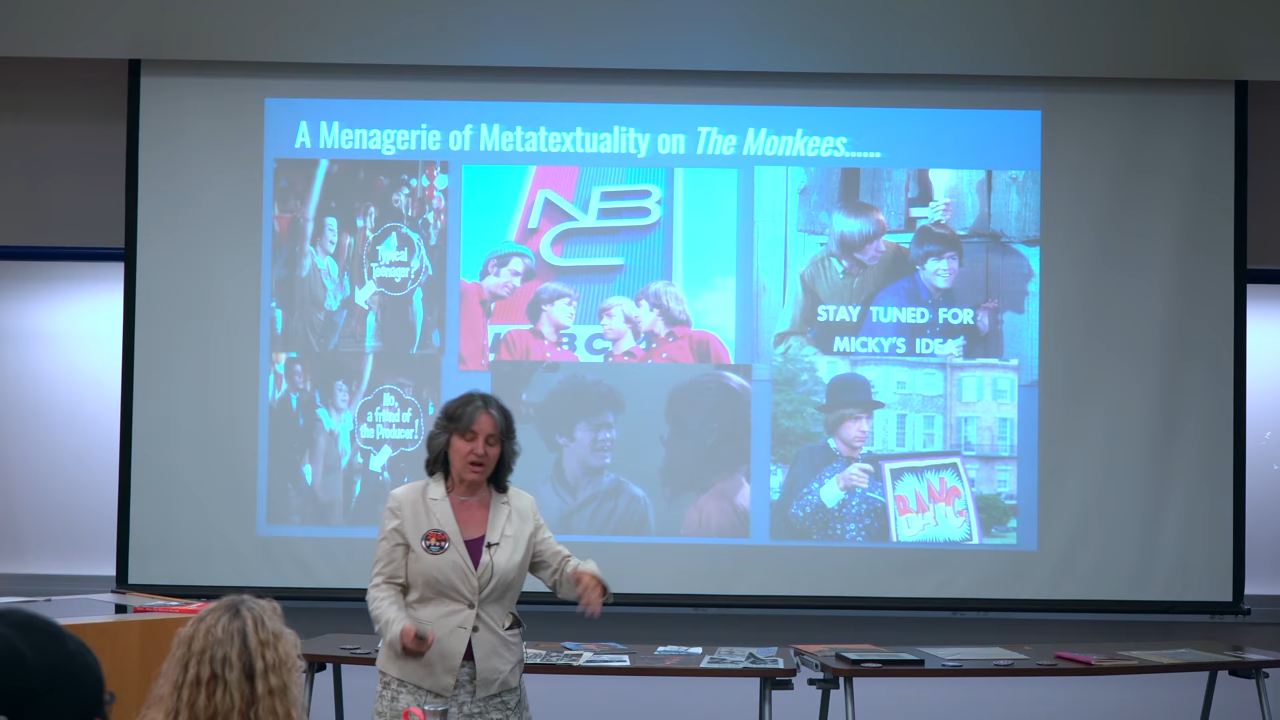 A Menagerie of Metatextuality on The Monkees......
Typical
Teenager!
NBC
NBC
STAY TUNED FOR
MICKY'S IDEA
No,
a friend of
the Producer!
BANG